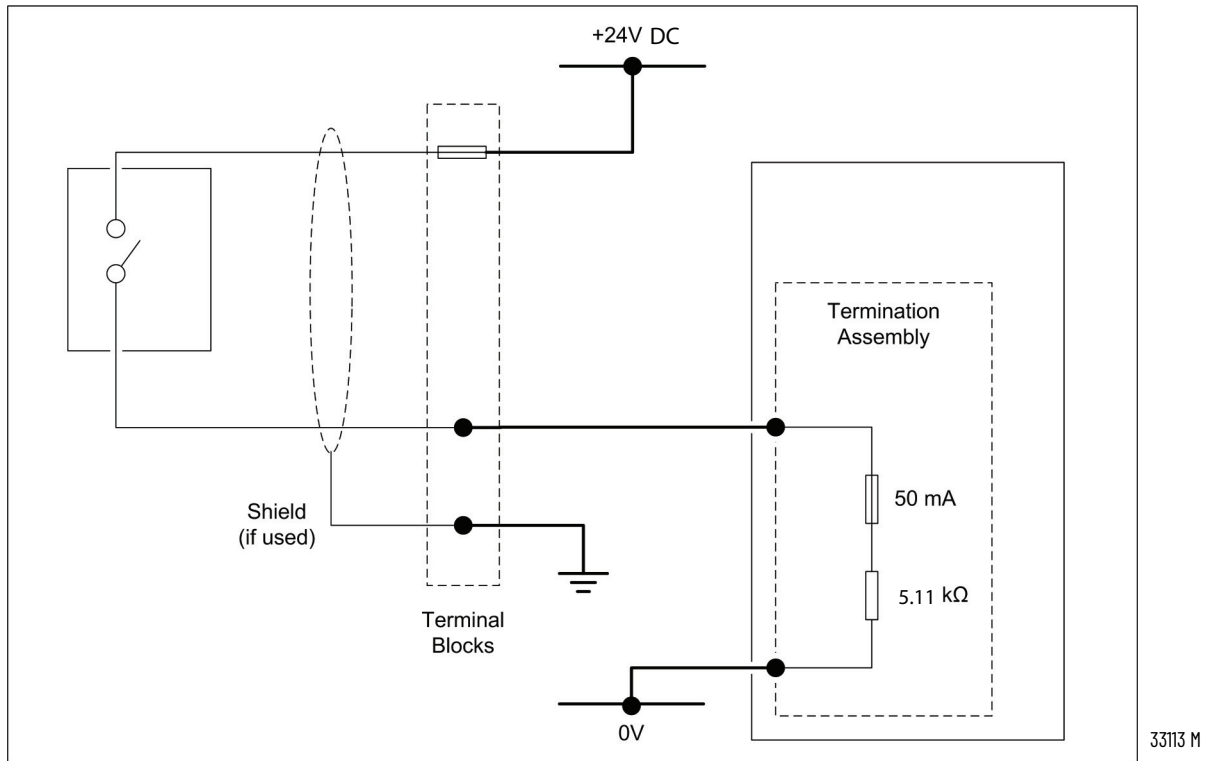 +24V DC
Termination
Assembly
50 mA
Shield
(if used)
5.11 kΩ
Terminal
Blocks
0V
33113 M